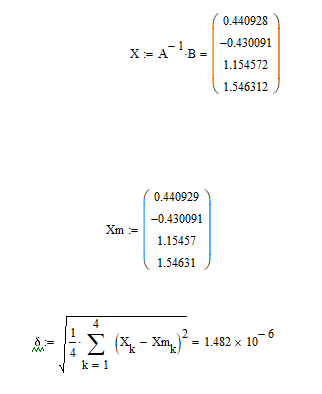 X := A^-1·B = (0.440928
−0.430091
1.154572
1.546312)
Xm := (0.440929
−0.430091
1.15457
1.54631)
δ := √(1/4 · ∑_{k = 1}^{4} (X_k − Xm_k)^2) = 1.482 × 10^-6